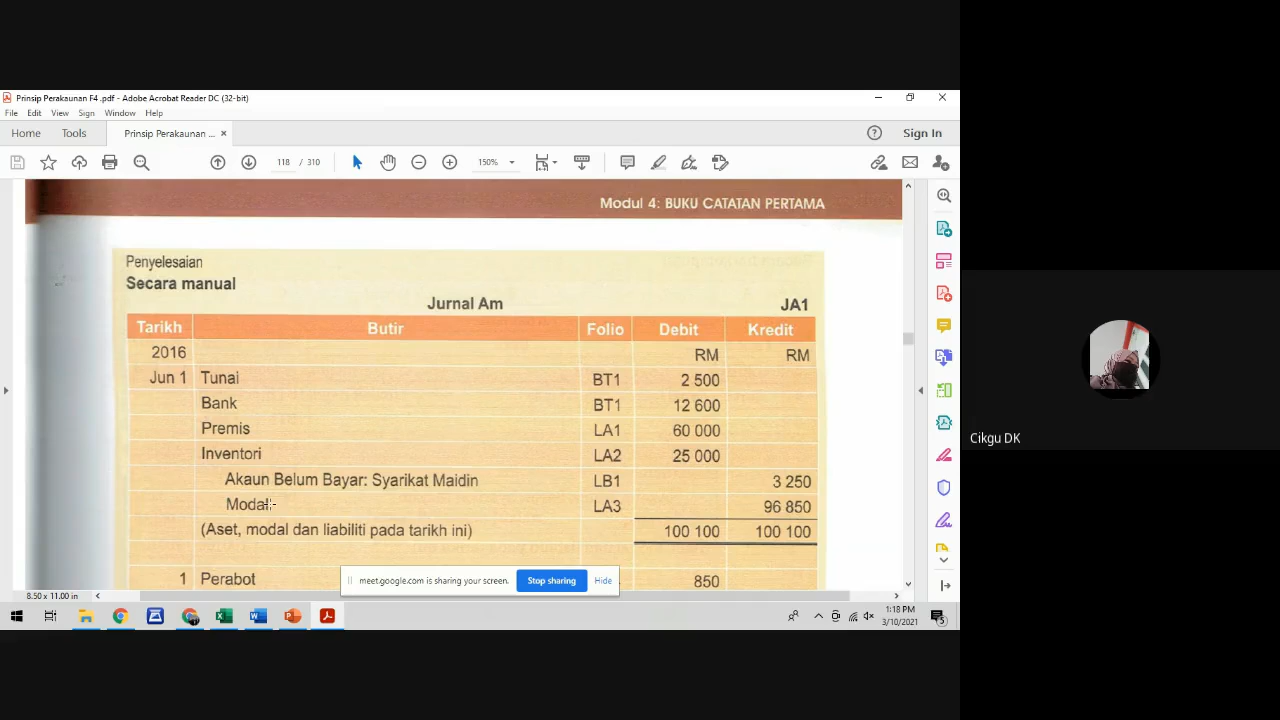 Prinsip Perakaunan F4 .pdf - Adobe Acrobat Reader DC (32-bit)
File Edit View Sign Window Help
Home Tools Prinsip Perakaunan ... × Sign In
118 / 310 150%
Modul 4: BUKU CATATAN PERTAMA
Penyelesaian
Secara manual
Jurnal Am JA1
Tarikh Butir Folio Debit Kredit
2016 RM RM
Jun 1 Tunai BT1 2 500
Bank BT1 12 600
Premis LA1 60 000
Inventori LA2 25 000
Akaun Belum Bayar: Syarikat Maidin LB1 3 250
Modal LA3 96 850
(Aset, modal dan liabiliti pada tarikh ini) 100 100 100 100
1 Perabot 850
meet.google.com is sharing your screen. Stop sharing Hide
8.50 x 11.00 in
1:18 PM
3/10/2021
5
Cikgu DK